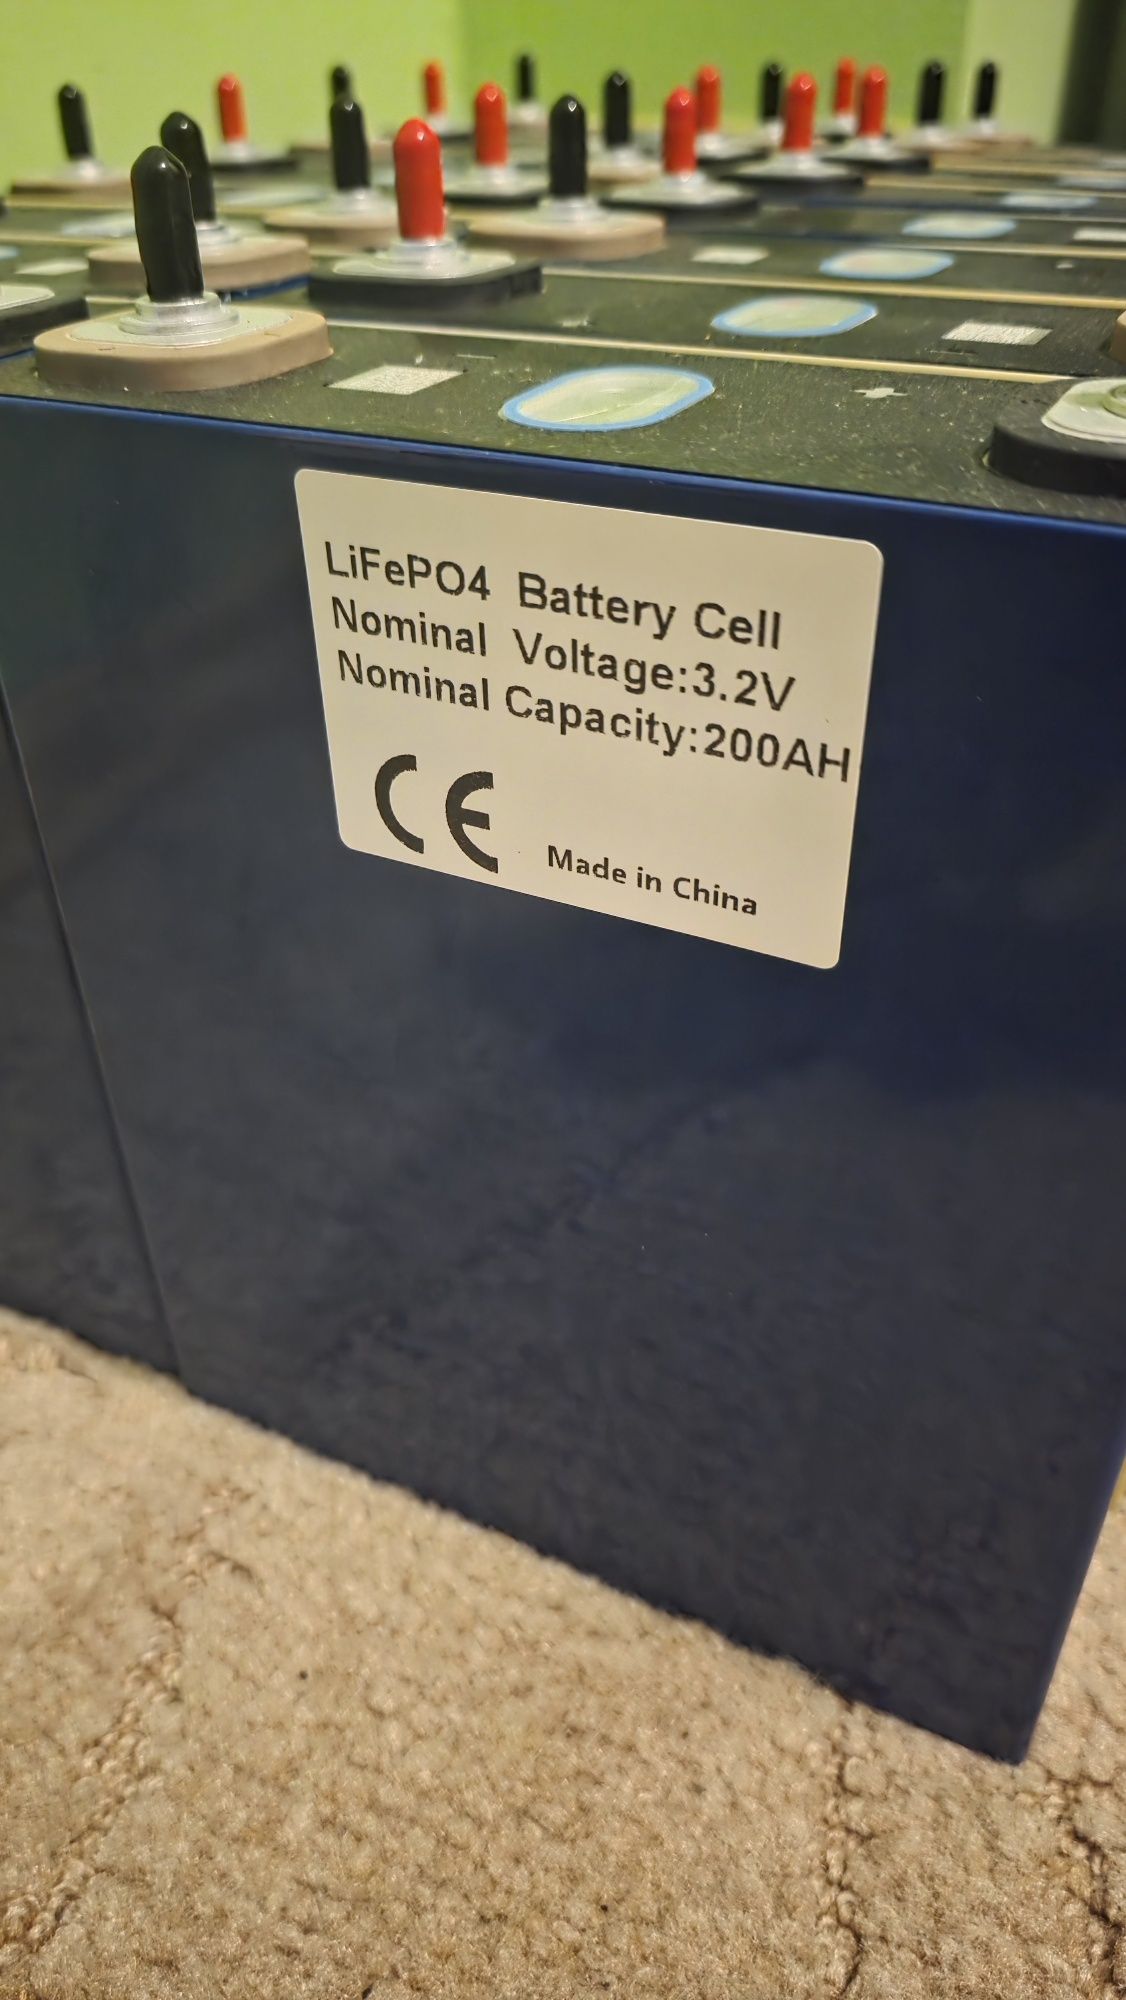 LiFePO4 Battery Cell
Nominal Voltage:3.2V
Nominal Capacity:200AH
CE
Made in China